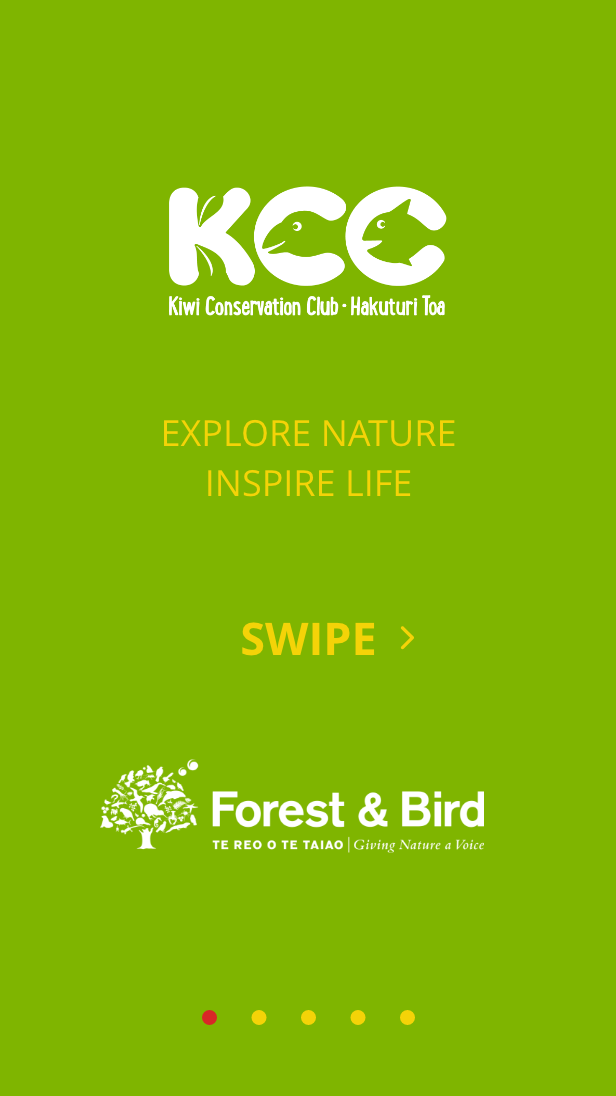 KCC
Kiwi Conservation Club · Hakuturi Toa
EXPLORE NATURE
INSPIRE LIFE
SWIPE >
Forest & Bird
TE REO O TE TAIAO | Giving Nature a Voice